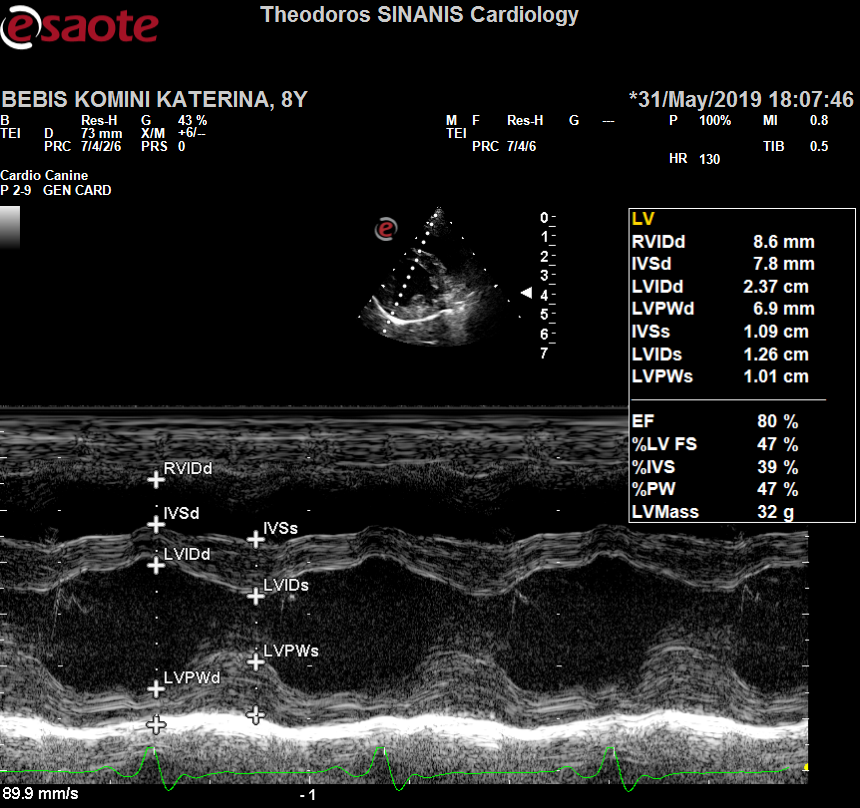 esaote
Theodoros SINANIS Cardiology
BEBIS KOMINI KATERINA, 8Y
*31/May/2019 18:07:46
B Res-H G 43 %
TEI D 73 mm X/M +6/--
PRC 7/4/2/6 PRS 0
M F Res-H G ---
TEI
PRC 7/4/6
P 100% MI 0.8
TIB 0.5
HR 130
Cardio Canine
P 2-9 GEN CARD
e
0
1
2
3
4
5
6
7
LV
RVIDd 8.6 mm
IVSd 7.8 mm
LVIDd 2.37 cm
LVPWd 6.9 mm
IVSs 1.09 cm
LVIDs 1.26 cm
LVPWs 1.01 cm
EF 80 %
%LV FS 47 %
%IVS 39 %
%PW 47 %
LVMass 32 g
RVIDd
IVSd
IVSs
LVIDd
LVIDs
LVPWs
LVPWd
89.9 mm/s
-1